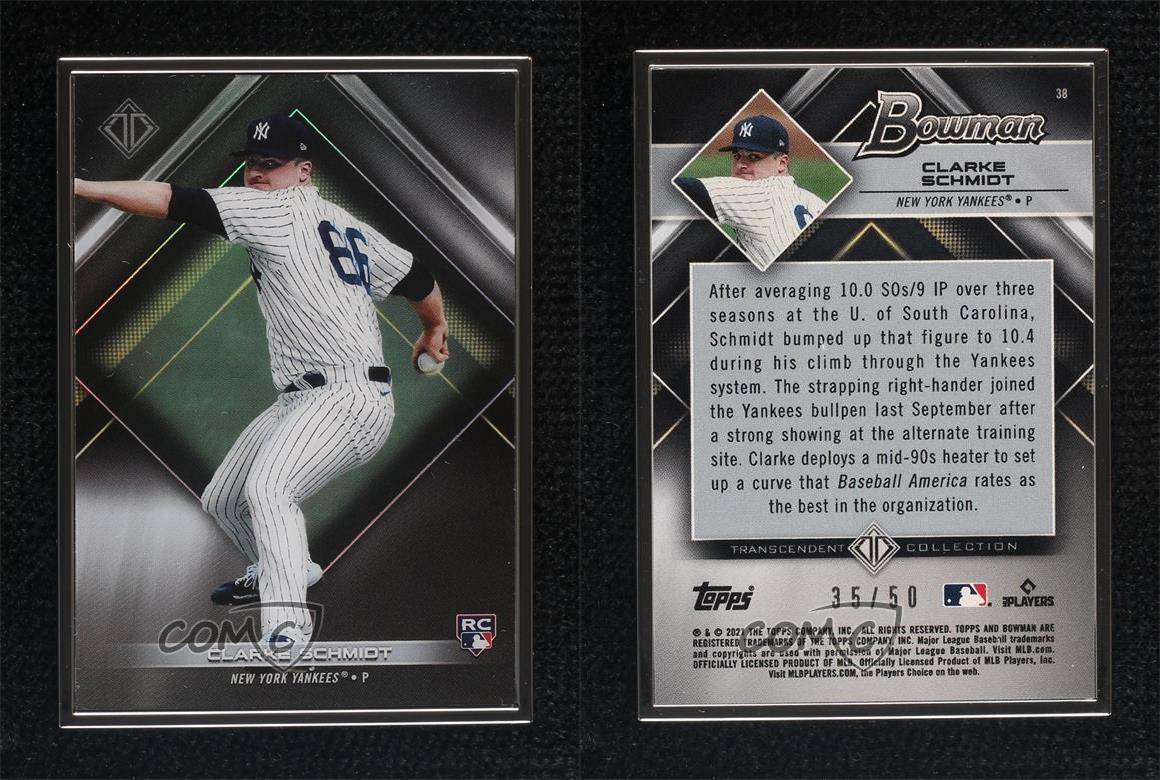 NY
86
RC
COMC
CLARKE SCHMIDT
NEW YORK YANKEES® • P
38
Bowman
CLARKE
SCHMIDT
NEW YORK YANKEES® • P
After averaging 10.0 SOs/9 IP over three
seasons at the U. of South Carolina,
Schmidt bumped up that figure to 10.4
during his climb through the Yankees
system. The strapping right-hander joined
the Yankees bullpen last September after
a strong showing at the alternate training
site. Clarke deploys a mid-90s heater to set
up a curve that Baseball America rates as
the best in the organization.
TRANSCENDENT COLLECTION
topps 35/50 MLB PLAYERS
COMC
® & © 2021 THE TOPPS COMPANY, INC. ALL RIGHTS RESERVED. TOPPS AND BOWMAN ARE
REGISTERED TRADEMARKS OF THE TOPPS COMPANY, INC. Major League Baseball trademarks
and copyrights are used with permission of Major League Baseball. Visit MLB.com.
OFFICIALLY LICENSED PRODUCT OF MLB Players, Inc. Officially Licensed Product of MLB Players, Inc.
Visit MLBPLAYERS.COM, the Players Choice on the web.